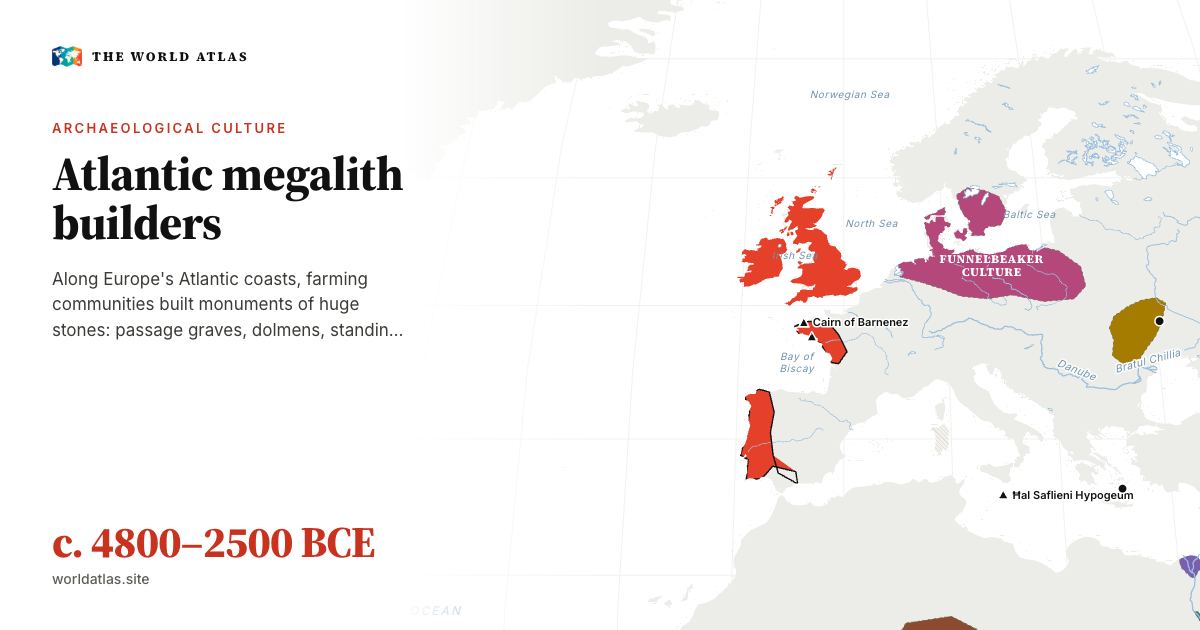 THE WORLD ATLAS
ARCHAEOLOGICAL CULTURE
Atlantic megalith
builders
Along Europe's Atlantic coasts, farming
communities built monuments of huge
stones: passage graves, dolmens, standin...
c. 4800–2500 BCE
worldatlas.site
Norwegian Sea
North Sea
Baltic Sea
Irish Sea
FUNNELBEAKER
CULTURE
Cairn of Barnenez
Bay of
Biscay
Danube
Bratul Chillia
Ħal Saflieni Hypogeum
OCEAN